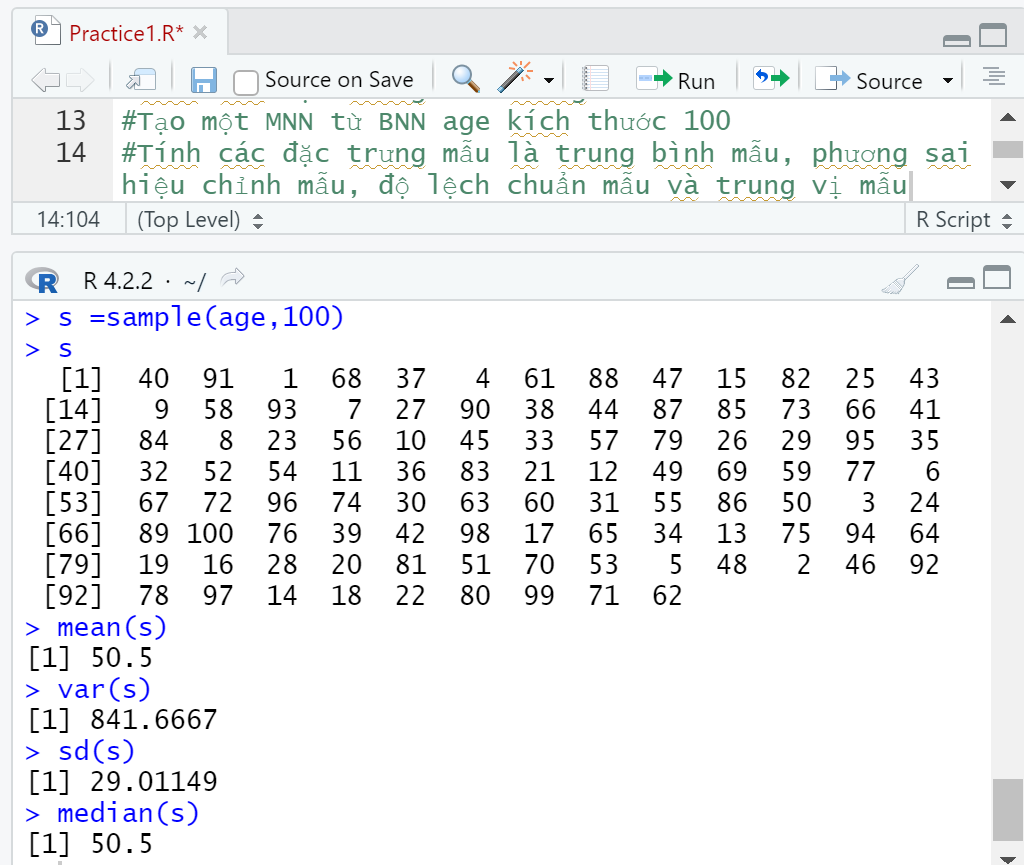 Practice1.R*
Source on Save
Run
Source
13 #Tạo một MNN từ BNN age kích thước 100
14 #Tính các đặc trưng mẫu là trung bình mẫu, phương sai
hiệu chỉnh mẫu, độ lệch chuẩn mẫu và trung vị mẫu
14:104 (Top Level) R Script
R R 4.2.2 · ~/
> s =sample(age,100)
> s
[1] 40 91 1 68 37 4 61 88 47 15 82 25 43
[14] 9 58 93 7 27 90 38 44 87 85 73 66 41
[27] 84 8 23 56 10 45 33 57 79 26 29 95 35
[40] 32 52 54 11 36 83 21 12 49 69 59 77 6
[53] 67 72 96 74 30 63 60 31 55 86 50 3 24
[66] 89 100 76 39 42 98 17 65 34 13 75 94 64
[79] 19 16 28 20 81 51 70 53 5 48 2 46 92
[92] 78 97 14 18 22 80 99 71 62
> mean(s)
[1] 50.5
> var(s)
[1] 841.6667
> sd(s)
[1] 29.01149
> median(s)
[1] 50.5